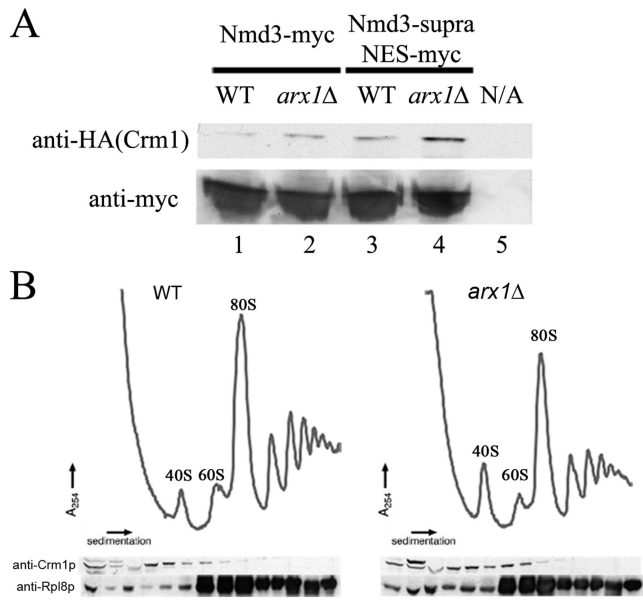 A
Nmd3-myc
Nmd3-supra
NES-myc
WT arx1Δ WT arx1Δ N/A
anti-HA(Crm1)
anti-myc
1 2 3 4 5
B
WT
arx1Δ
80S
80S
40S 60S
40S 60S
A254
A254
sedimentation
sedimentation
anti-Crm1p
anti-Rpl8p